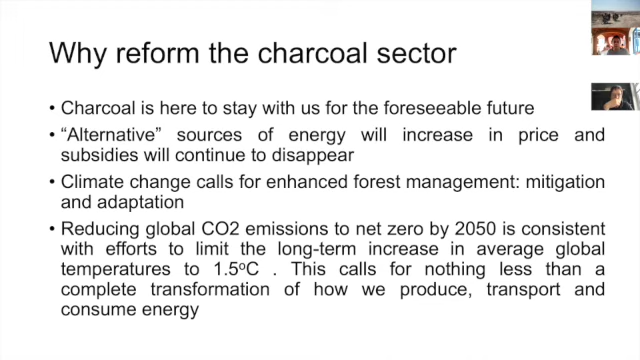 Why reform the charcoal sector
• Charcoal is here to stay with us for the foreseeable future
• “Alternative” sources of energy will increase in price and
subsidies will continue to disappear
• Climate change calls for enhanced forest management: mitigation
and adaptation
• Reducing global CO2 emissions to net zero by 2050 is consistent
with efforts to limit the long-term increase in average global
temperatures to 1.5ºC . This calls for nothing less than a
complete transformation of how we produce, transport and
consume energy